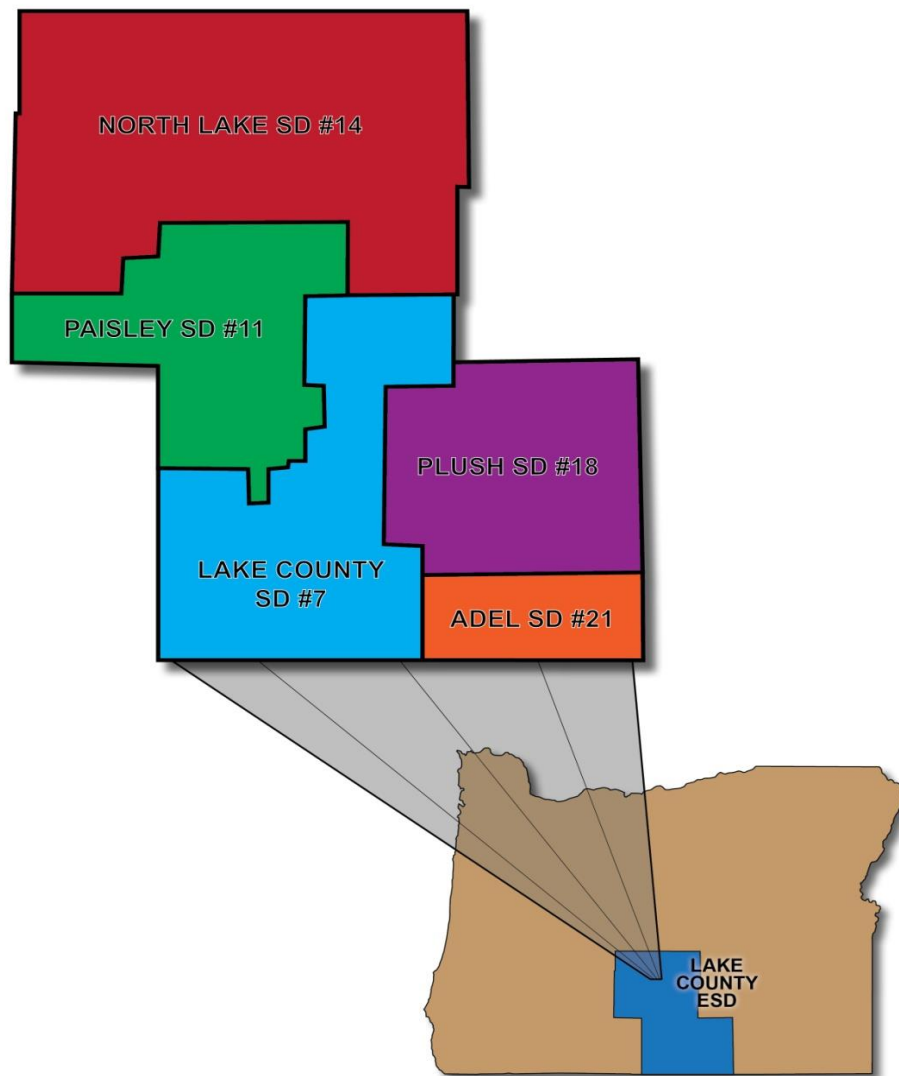 NORTH LAKE SD #14
PAISLEY SD #11
PLUSH SD #18
LAKE COUNTY
SD #7
ADEL SD #21
LAKE
COUNTY
ESD